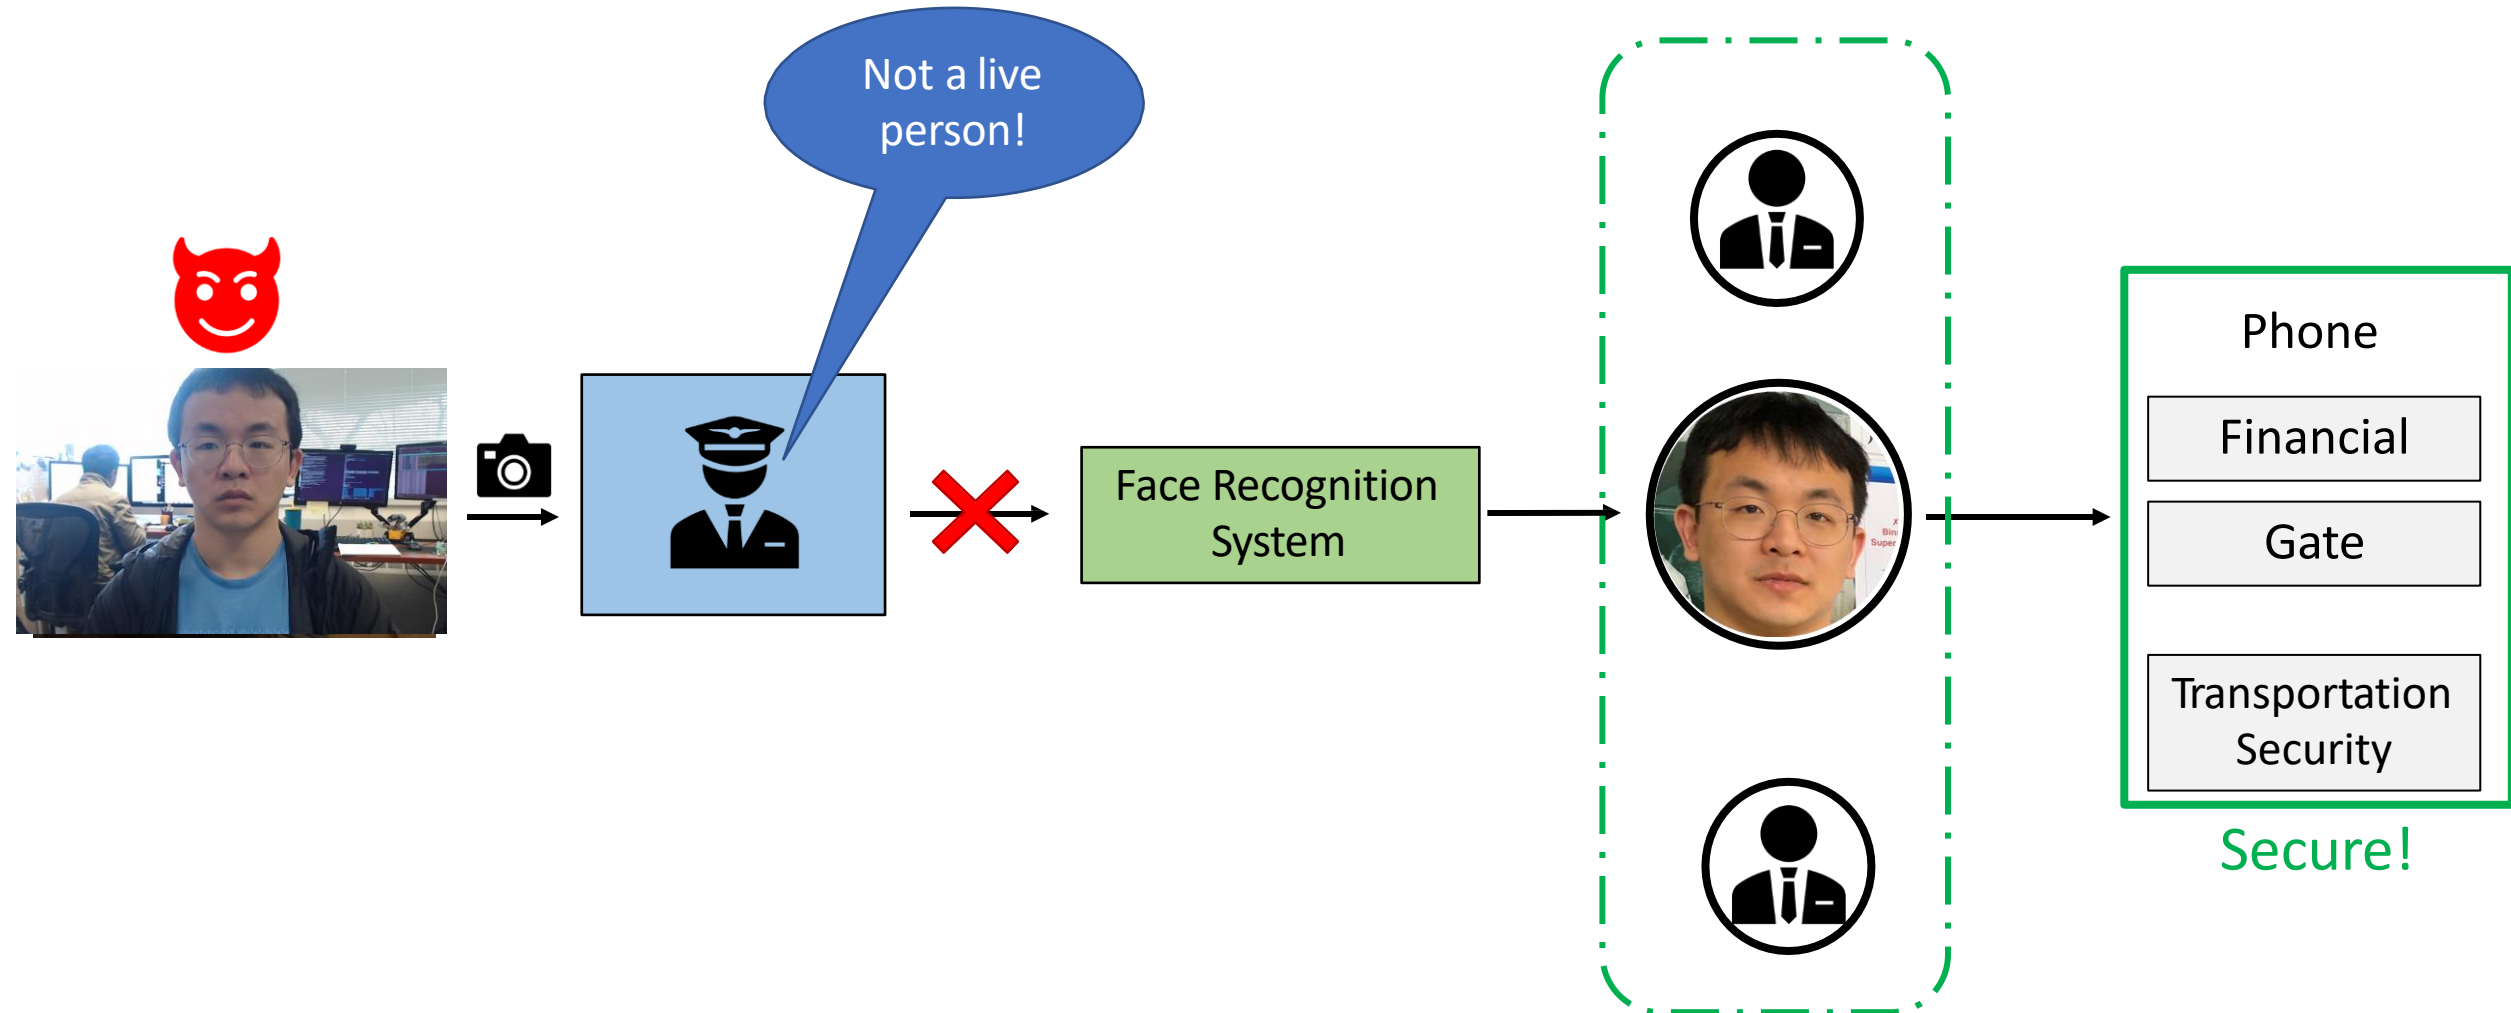 Not a live
person!
Face Recognition
System
Phone
Financial
Gate
Transportation
Security
Secure!